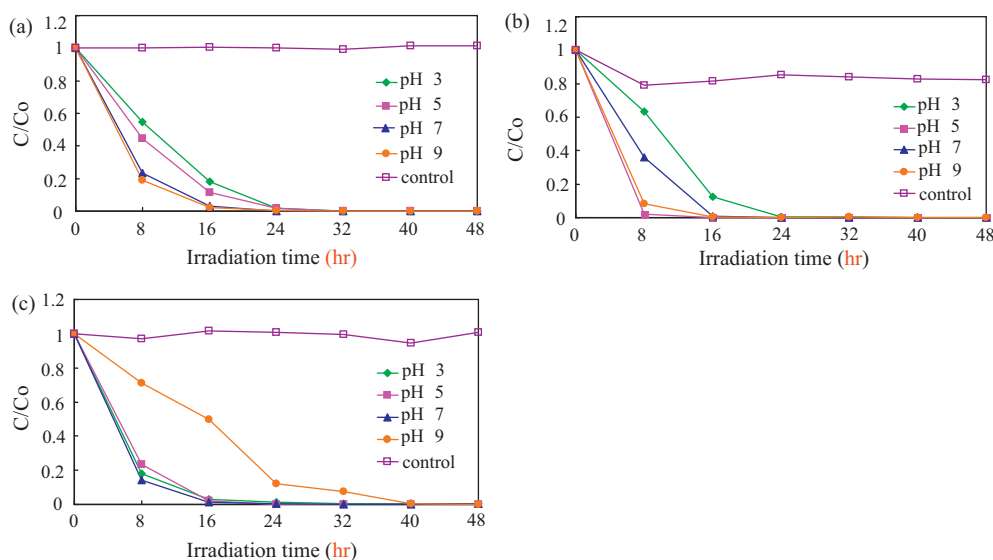 (a)
1.2
1
0.8
0.6
0.4
0.2
0
C/Co
pH 3
pH 5
pH 7
pH 9
control
0 8 16 24 32 40 48
Irradiation time (hr)
(b)
1.2
1
0.8
0.6
0.4
0.2
0
C/Co
pH 3
pH 5
pH 7
pH 9
control
0 8 16 24 32 40 48
Irradiation time (hr)
(c)
1.2
1
0.8
0.6
0.4
0.2
0
C/Co
pH 3
pH 5
pH 7
pH 9
control
0 8 16 24 32 40 48
Irradiation time (hr)